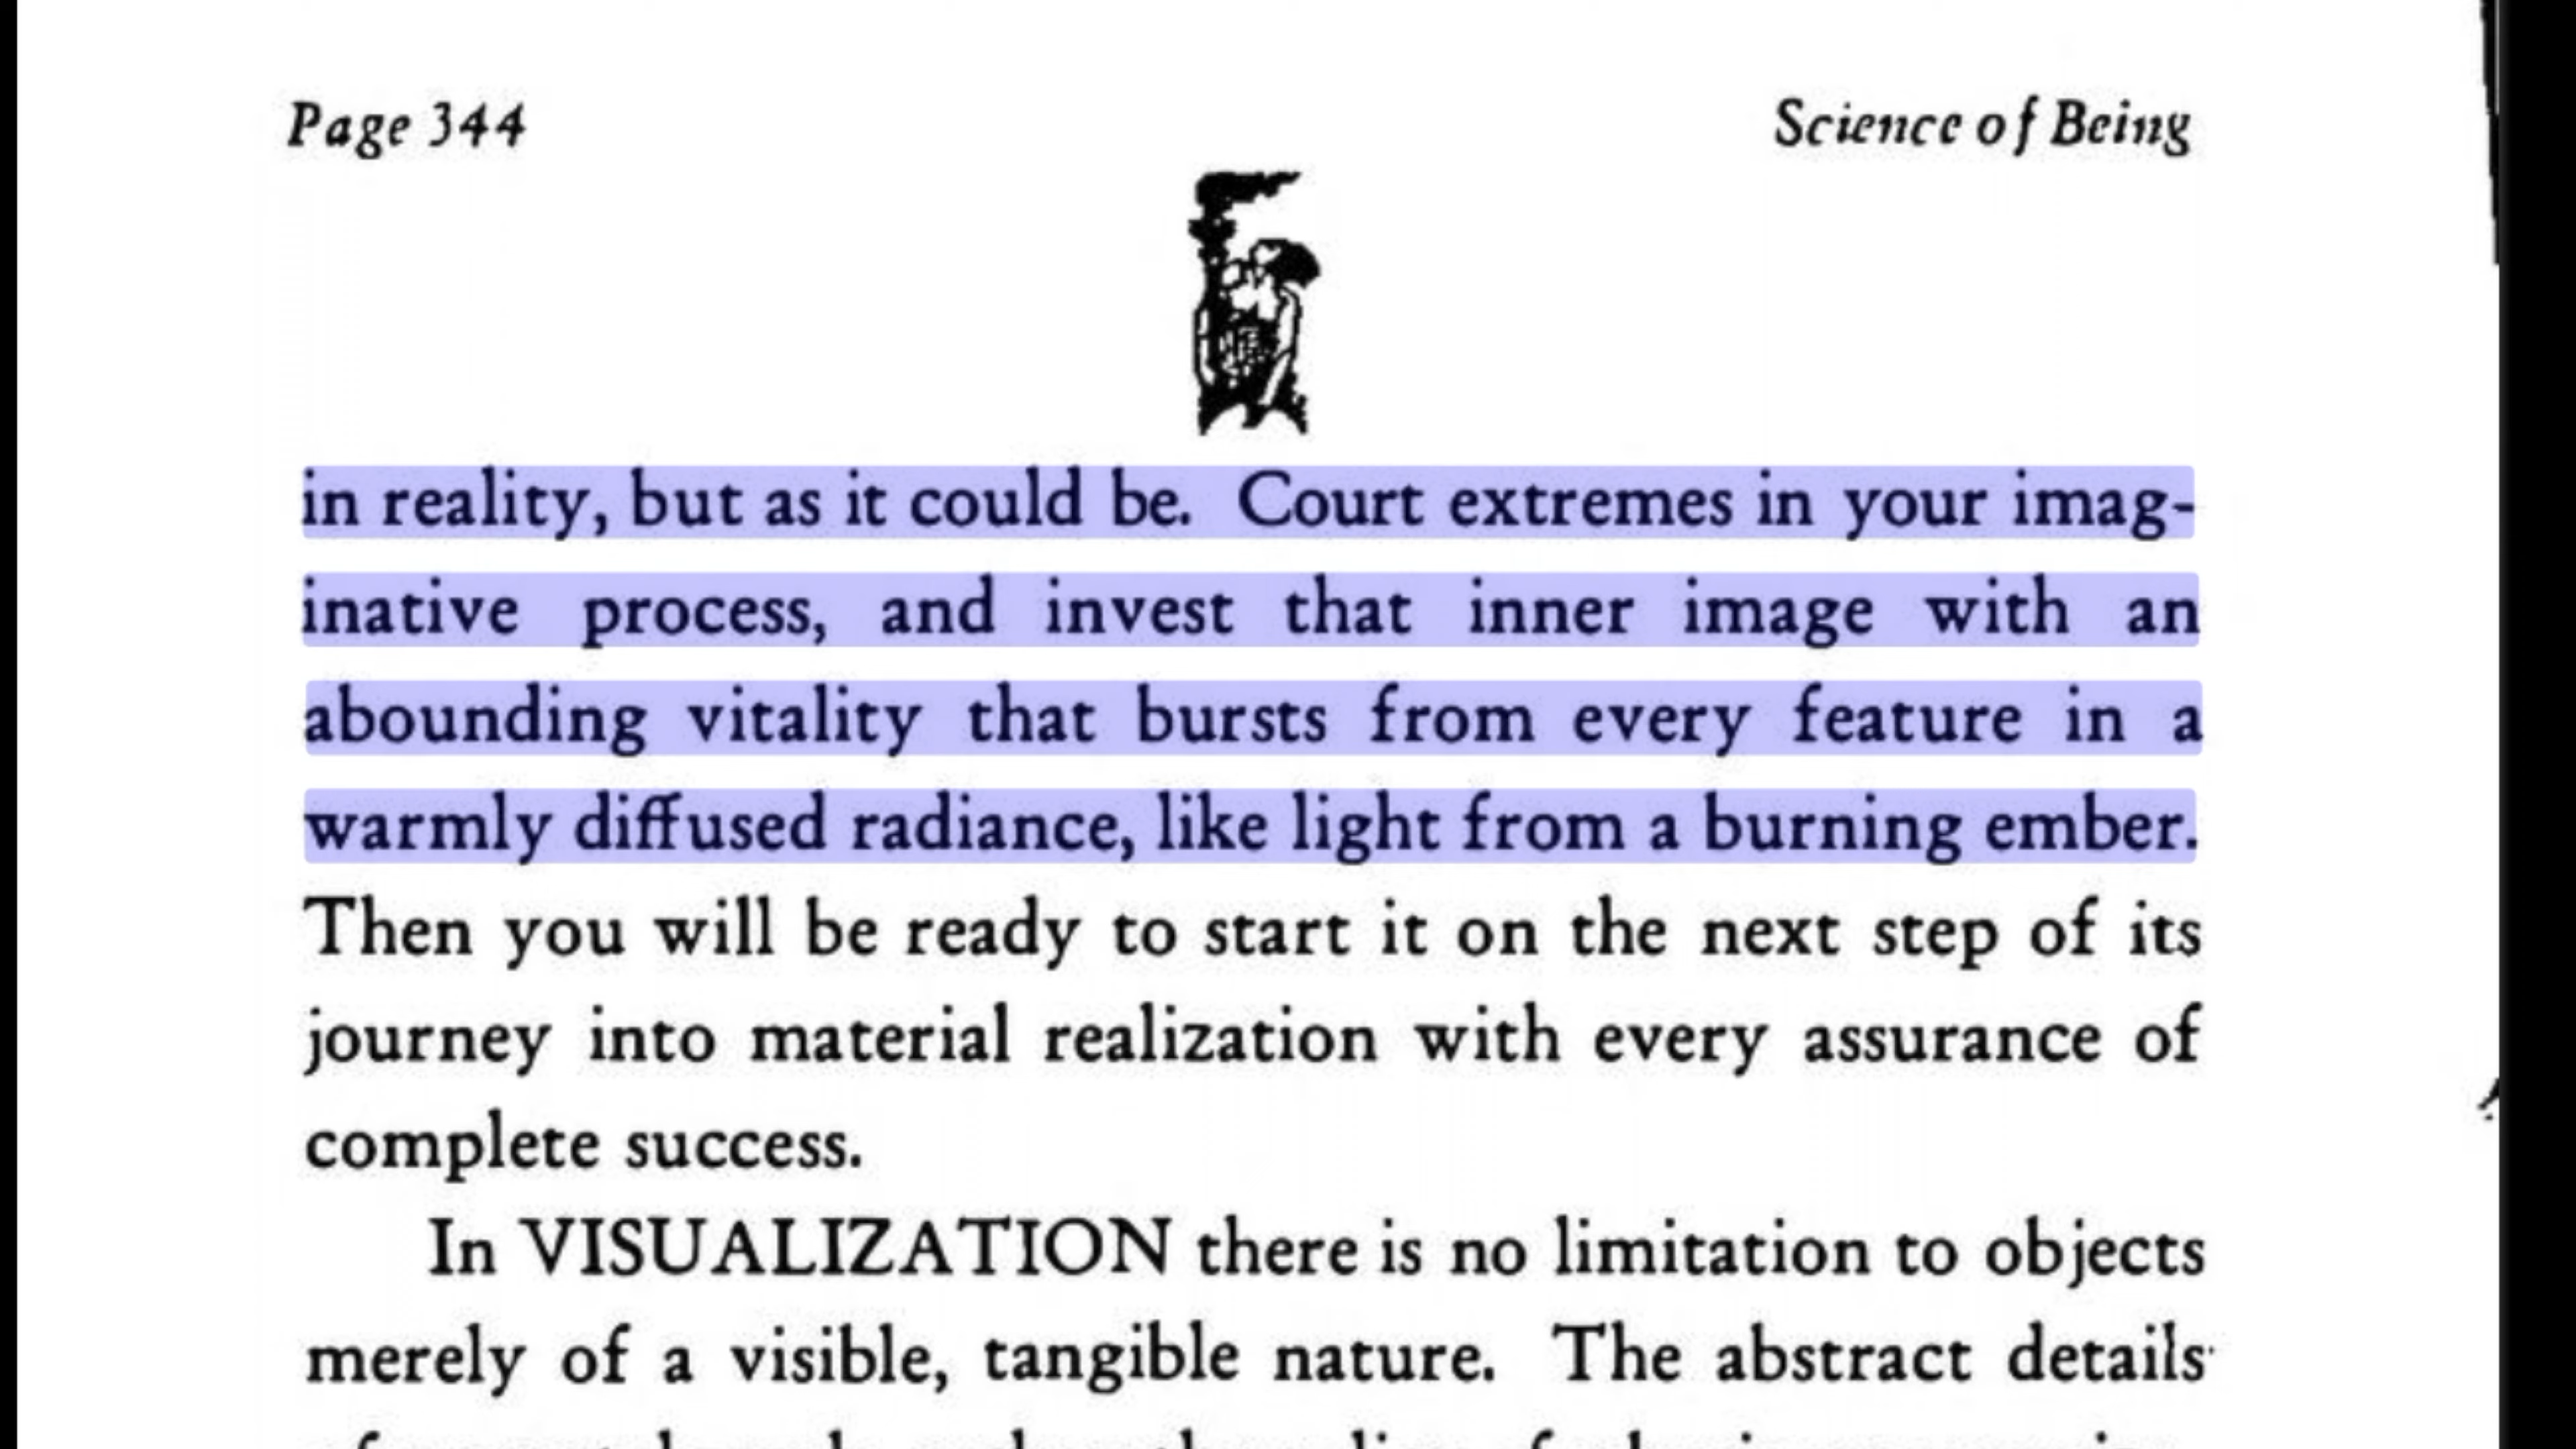 Page 344
Science of Being
in reality, but as it could be. Court extremes in your imag-
inative process, and invest that inner image with an
abounding vitality that bursts from every feature in a
warmly diffused radiance, like light from a burning ember.
Then you will be ready to start it on the next step of its
journey into material realization with every assurance of
complete success.
In VISUALIZATION there is no limitation to objects
merely of a visible, tangible nature. The abstract details